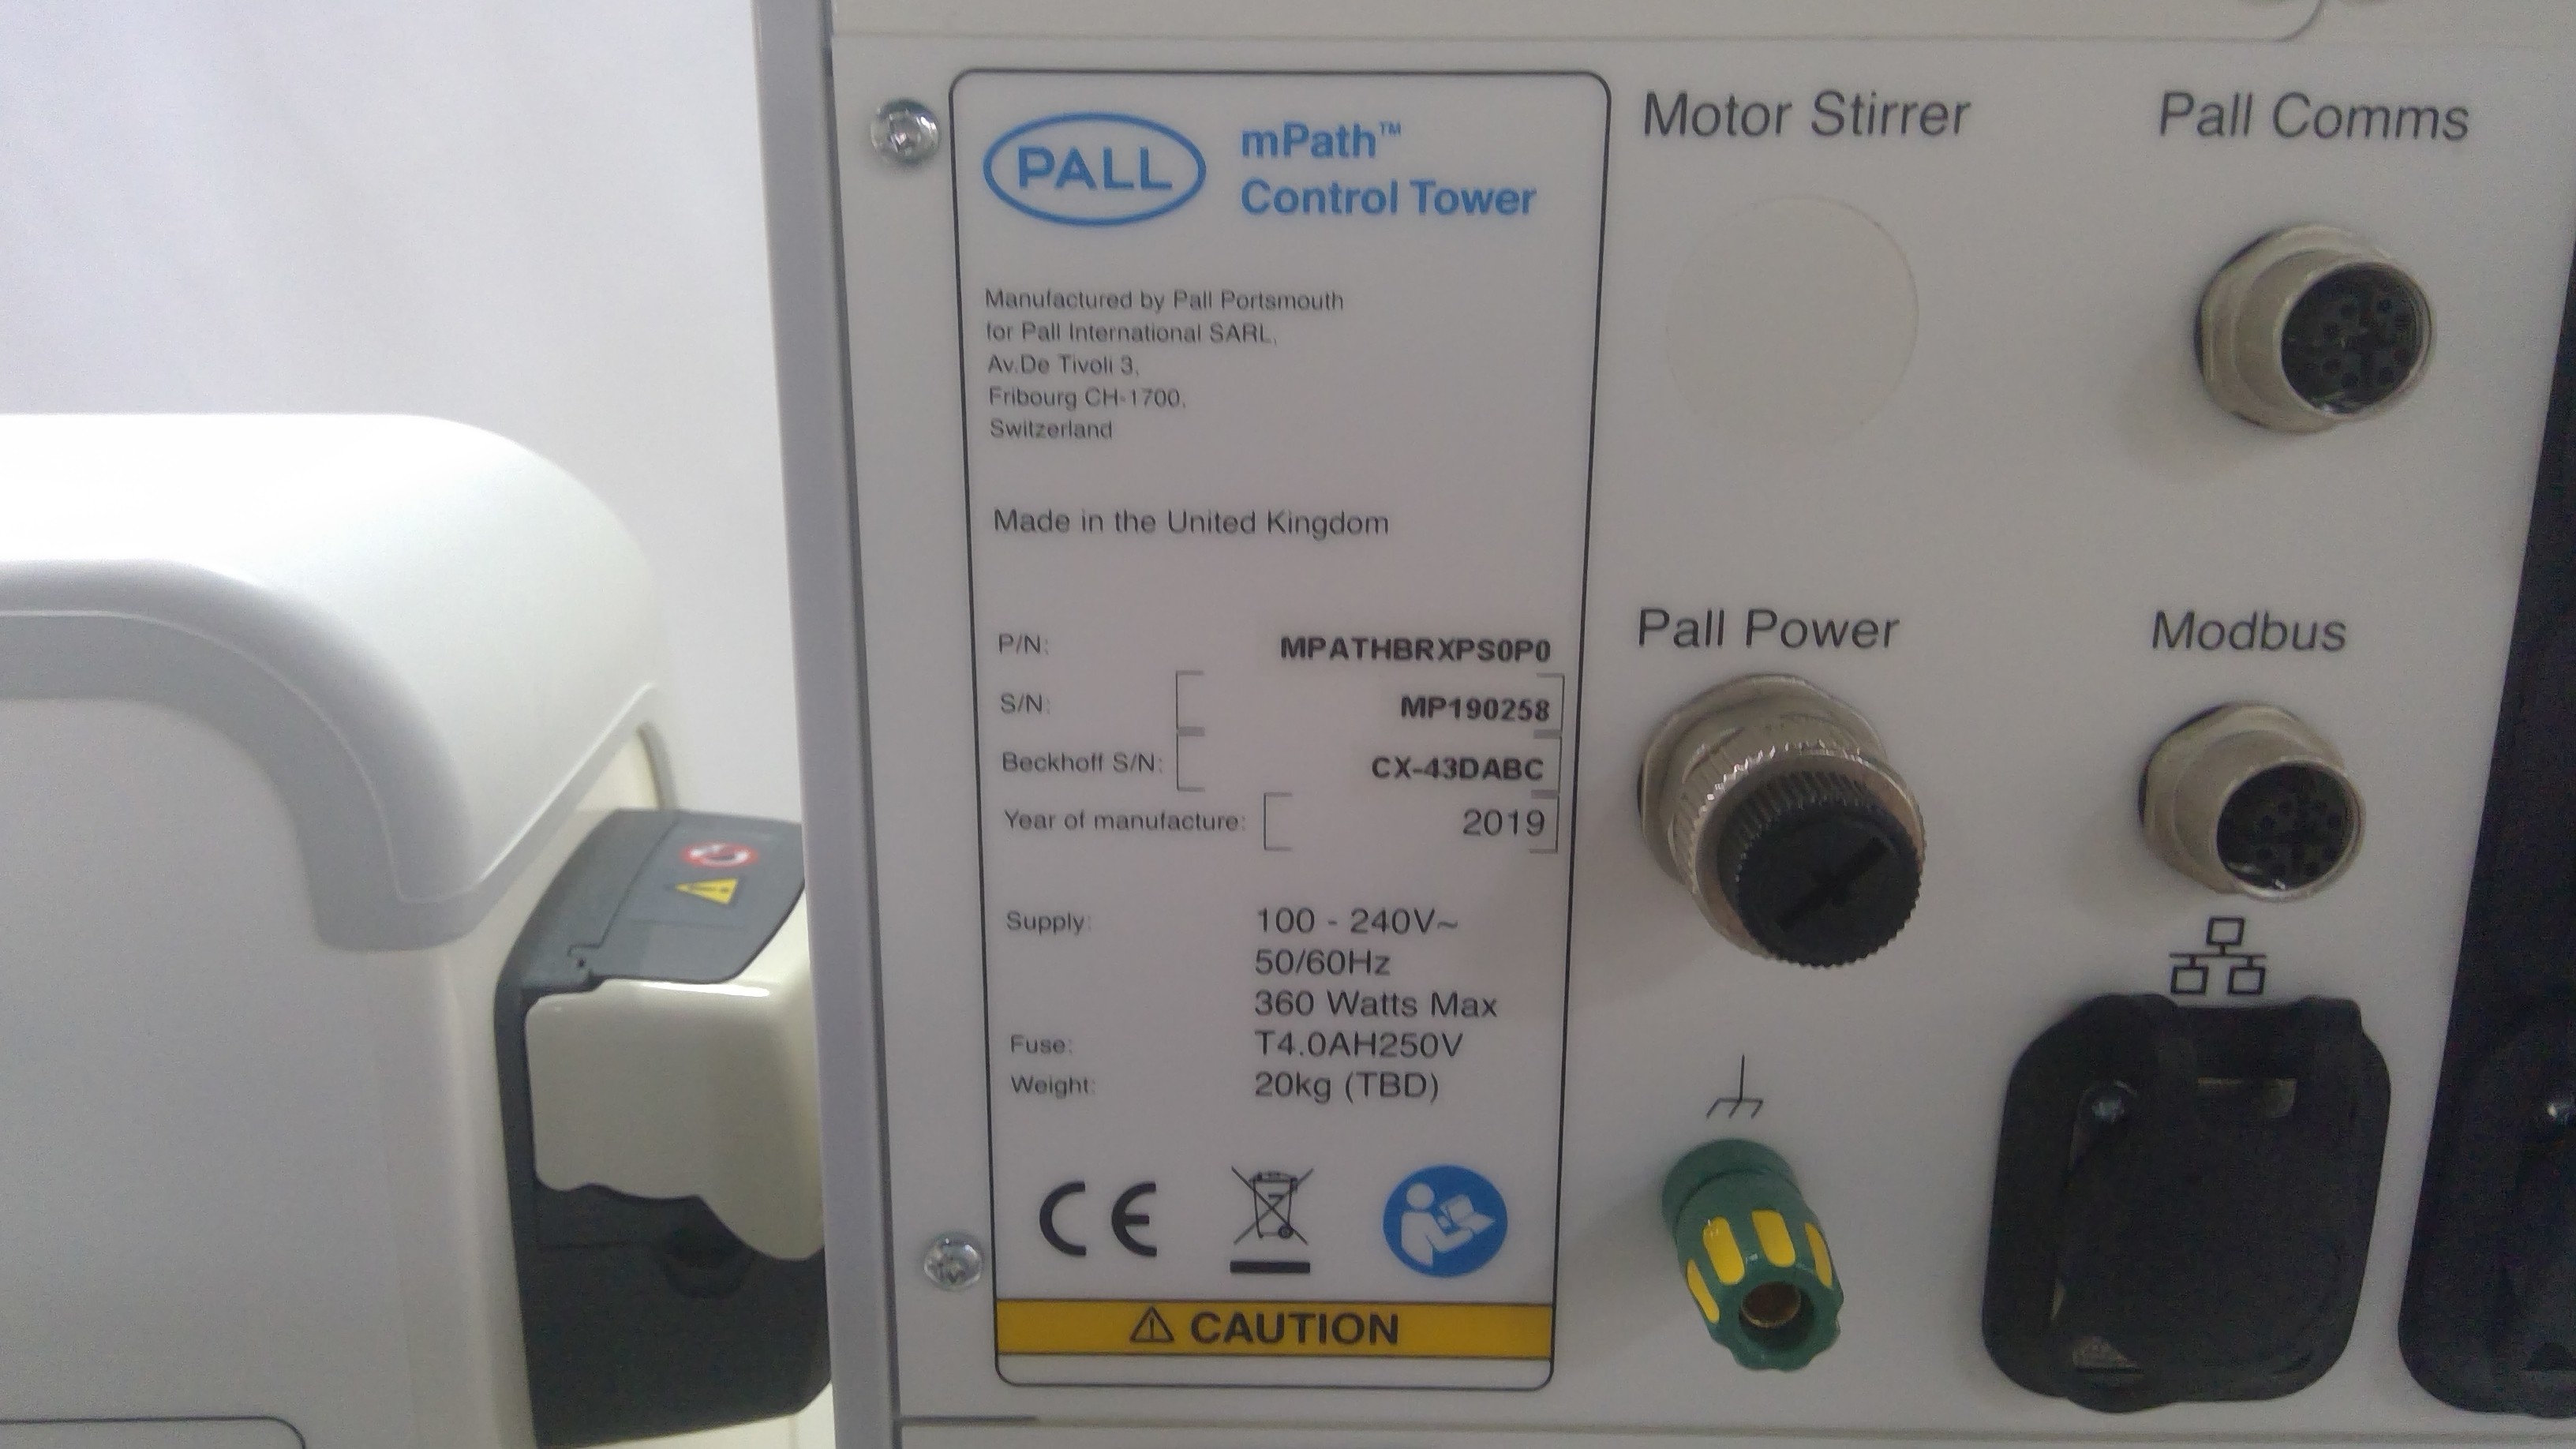 PALL
mPath™
Control Tower
Manufactured by Pall Portsmouth
for Pall International SARL,
Av.De Tivoli 3,
Fribourg CH-1700,
Switzerland
Made in the United Kingdom
P/N: MPATHBRXPS0P0
S/N: MP190258
Beckhoff S/N: CX-43DABC
Year of manufacture: 2019
Supply: 100 - 240V~
50/60Hz
360 Watts Max
Fuse: T4.0AH250V
Weight: 20kg (TBD)
CE
CAUTION
Motor Stirrer
Pall Comms
Pall Power
Modbus